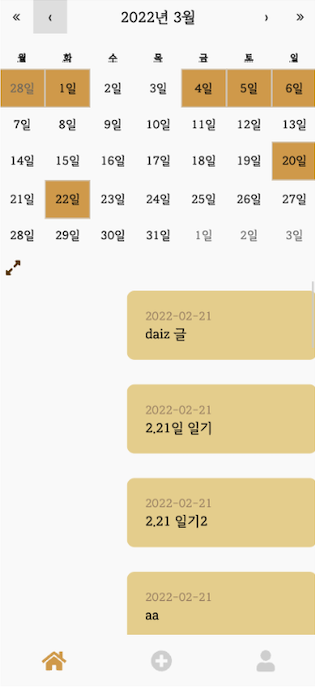 « ‹ 2022년 3월 › »
월 화 수 목 금 토 일
28일 1일 2일 3일 4일 5일 6일
7일 8일 9일 10일 11일 12일 13일
14일 15일 16일 17일 18일 19일 20일
21일 22일 23일 24일 25일 26일 27일
28일 29일 30일 31일 1일 2일 3일
2022-02-21
daiz 글
2022-02-21
2.21일 일기
2022-02-21
2.21 일기2
2022-02-21
aa